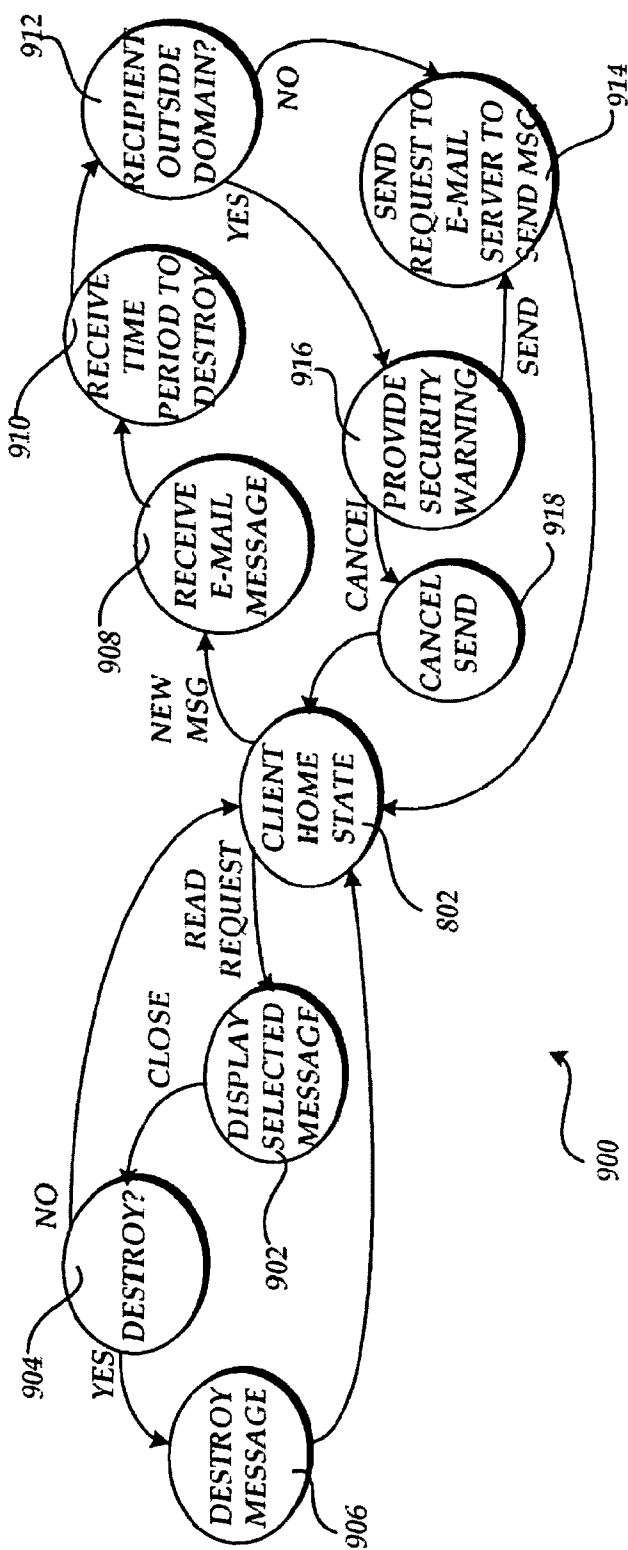 912
RECIPIENT
OUTSIDE
DOMAIN?
NO
YES
910
RECEIVE
TIME
PERIOD TO
DESTROY
SEND
REQUEST TO
E-MAIL
SERVER TO
SEND MSG
914
SEND
916
PROVIDE
SECURITY
WARNING
908
RECEIVE
E-MAIL
MESSAGE
CANCEL
CANCEL
SEND
918
NEW
MSG
CLIENT
HOME
STATE
802
READ
REQUEST
DISPLAY
SELECTED
MESSAGE
902
CLOSE
NO
904
DESTROY?
YES
DESTROY
MESSAGE
906
900